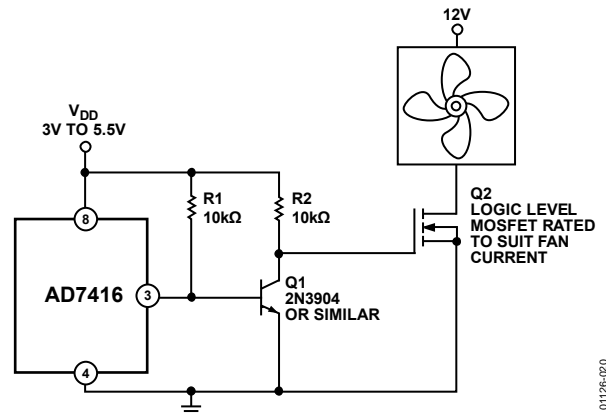 12V
VDD
3V TO 5.5V
R1
10kΩ
R2
10kΩ
Q2
LOGIC LEVEL
MOSFET RATED
TO SUIT FAN
CURRENT
8
AD7416
3
Q1
2N3904
OR SIMILAR
4
01126-020